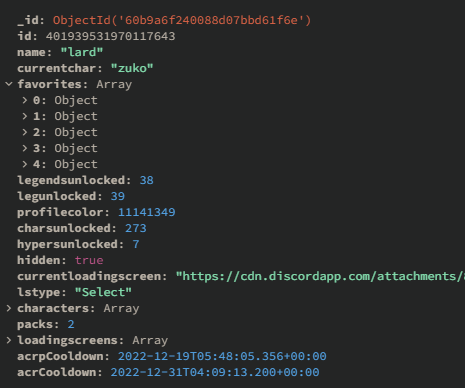 _id: ObjectId('60b9a6f240088d07bbd61f6e')
id: 401939531970117643
name: "lard"
currentchar: "zuko"
favorites: Array
0: Object
1: Object
2: Object
3: Object
4: Object
legendsunlocked: 38
legunlocked: 39
profilecolor: 11141349
charsunlocked: 273
hypersunlocked: 7
hidden: true
currentloadingscreen: "https://cdn.discordapp.com/attachments/
lstype: "Select"
characters: Array
packs: 2
loadingscreens: Array
acrpCooldown: 2022-12-19T05:48:05.356+00:00
acrCooldown: 2022-12-31T04:09:13.200+00:00